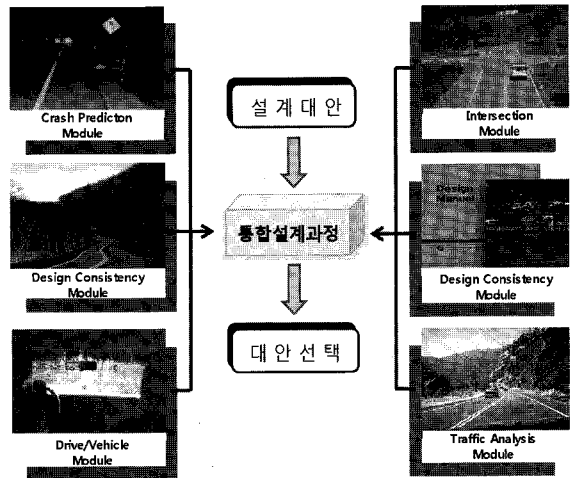 Crash Predicton
Module
설계대안
Intersection
Module
Design
Manual
통합설계과정
Design Consistency
Module
Design Consistency
Module
대안선택
Drive/Vehicle
Module
Traffic Analysis
Module